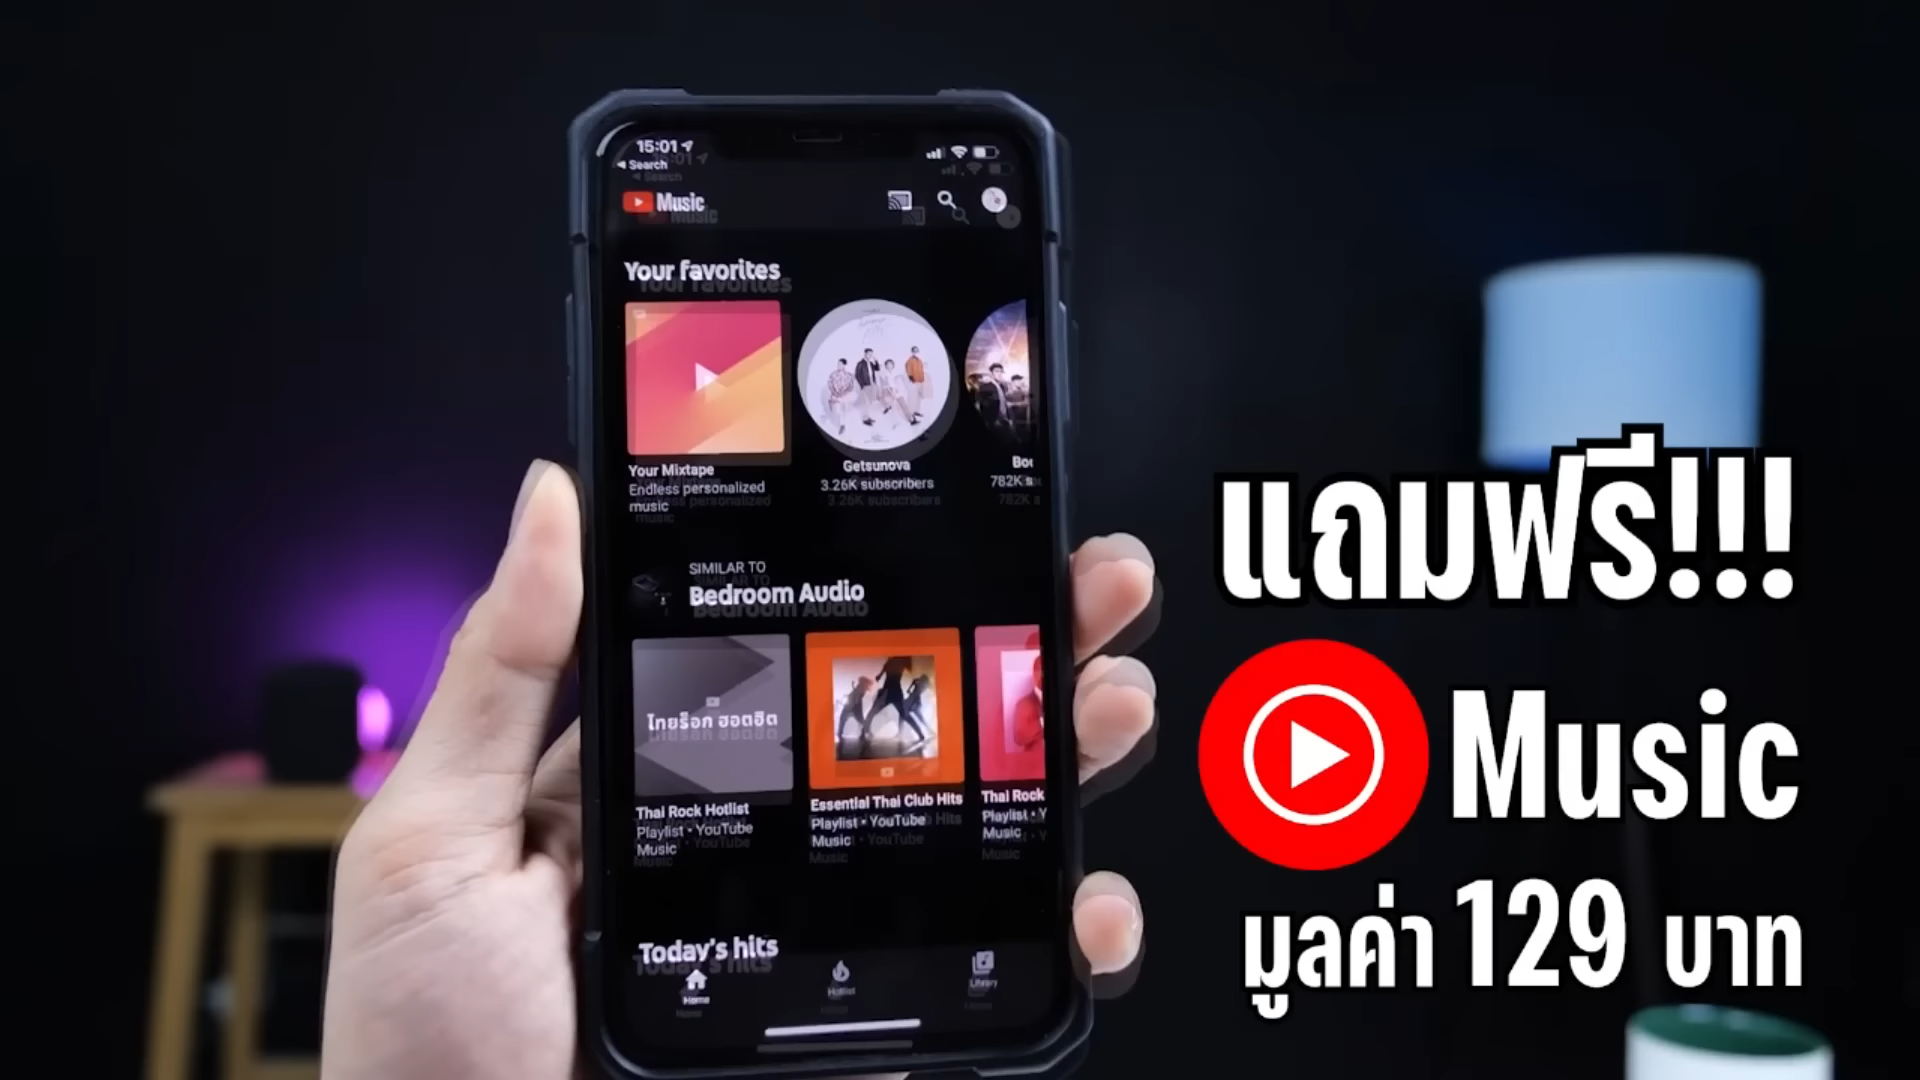 15:01
Search
Music
Your favorites
Your Mixtape
Endless personalized
music
Getsunova
3.26K subscribers
782K
SIMILAR TO
Bedroom Audio
ไทยร็อก ฮอตฮิต
Thai Rock Hotlist
Playlist • YouTube
Music
Essential Thai Club Hits
Playlist • YouTube
Music
Thai Rock
Playlist • Y
Music
Today's hits
Home
Hotlist
Library
แถมฟรี!!!
Music
มูลค่า 129 บาท